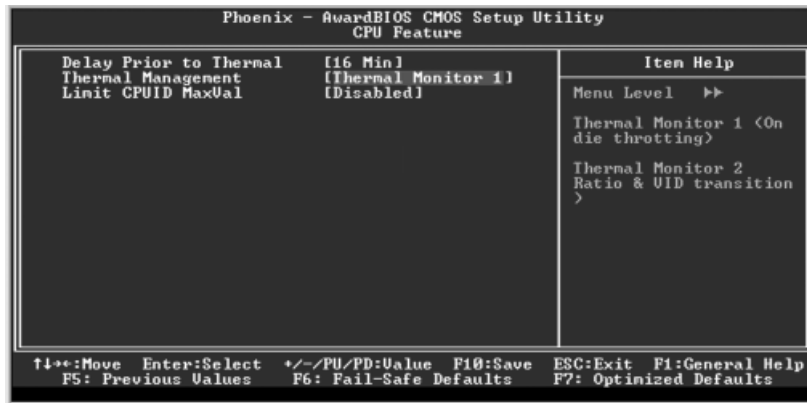 Phoenix - AwardBIOS CMOS Setup Utility
CPU Feature
Delay Prior to Thermal [16 Min]
Thermal Management [Thermal Monitor 1]
Limit CPUID MaxVal [Disabled]
Item Help
Menu Level ▶▶
Thermal Monitor 1 <On
die throtting>
Thermal Monitor 2
Ratio & VID transition
>
↑↓→←:Move Enter:Select +/-/PU/PD:Value F10:Save ESC:Exit F1:General Help
F5: Previous Values F6: Fail-Safe Defaults F7: Optimized Defaults